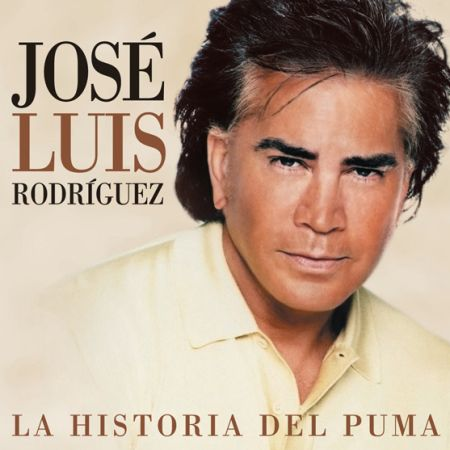 JOSÉ
LUIS
RODRÍGUEZ
LA HISTORIA DEL PUMA